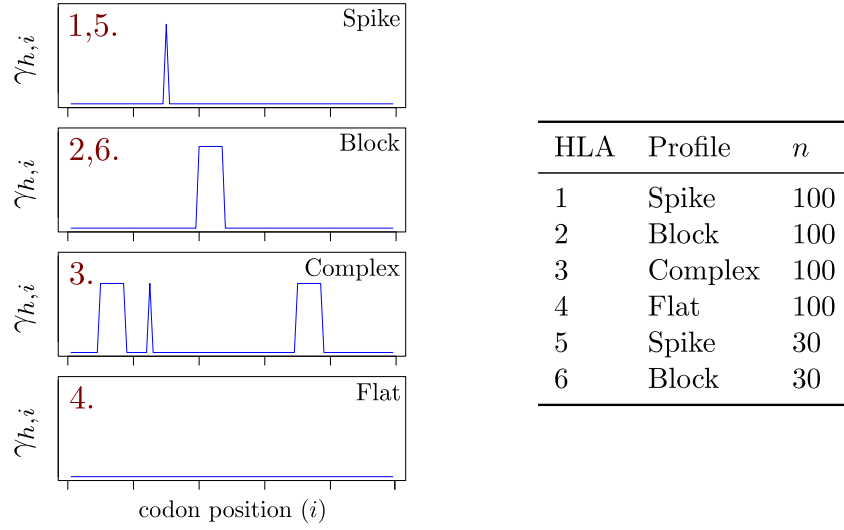 1,5.
Spike
γh,i
2,6.
Block
γh,i
3.
Complex
γh,i
4.
Flat
γh,i
codon position (i)
HLA Profile n
1 Spike 100
2 Block 100
3 Complex 100
4 Flat 100
5 Spike 30
6 Block 30